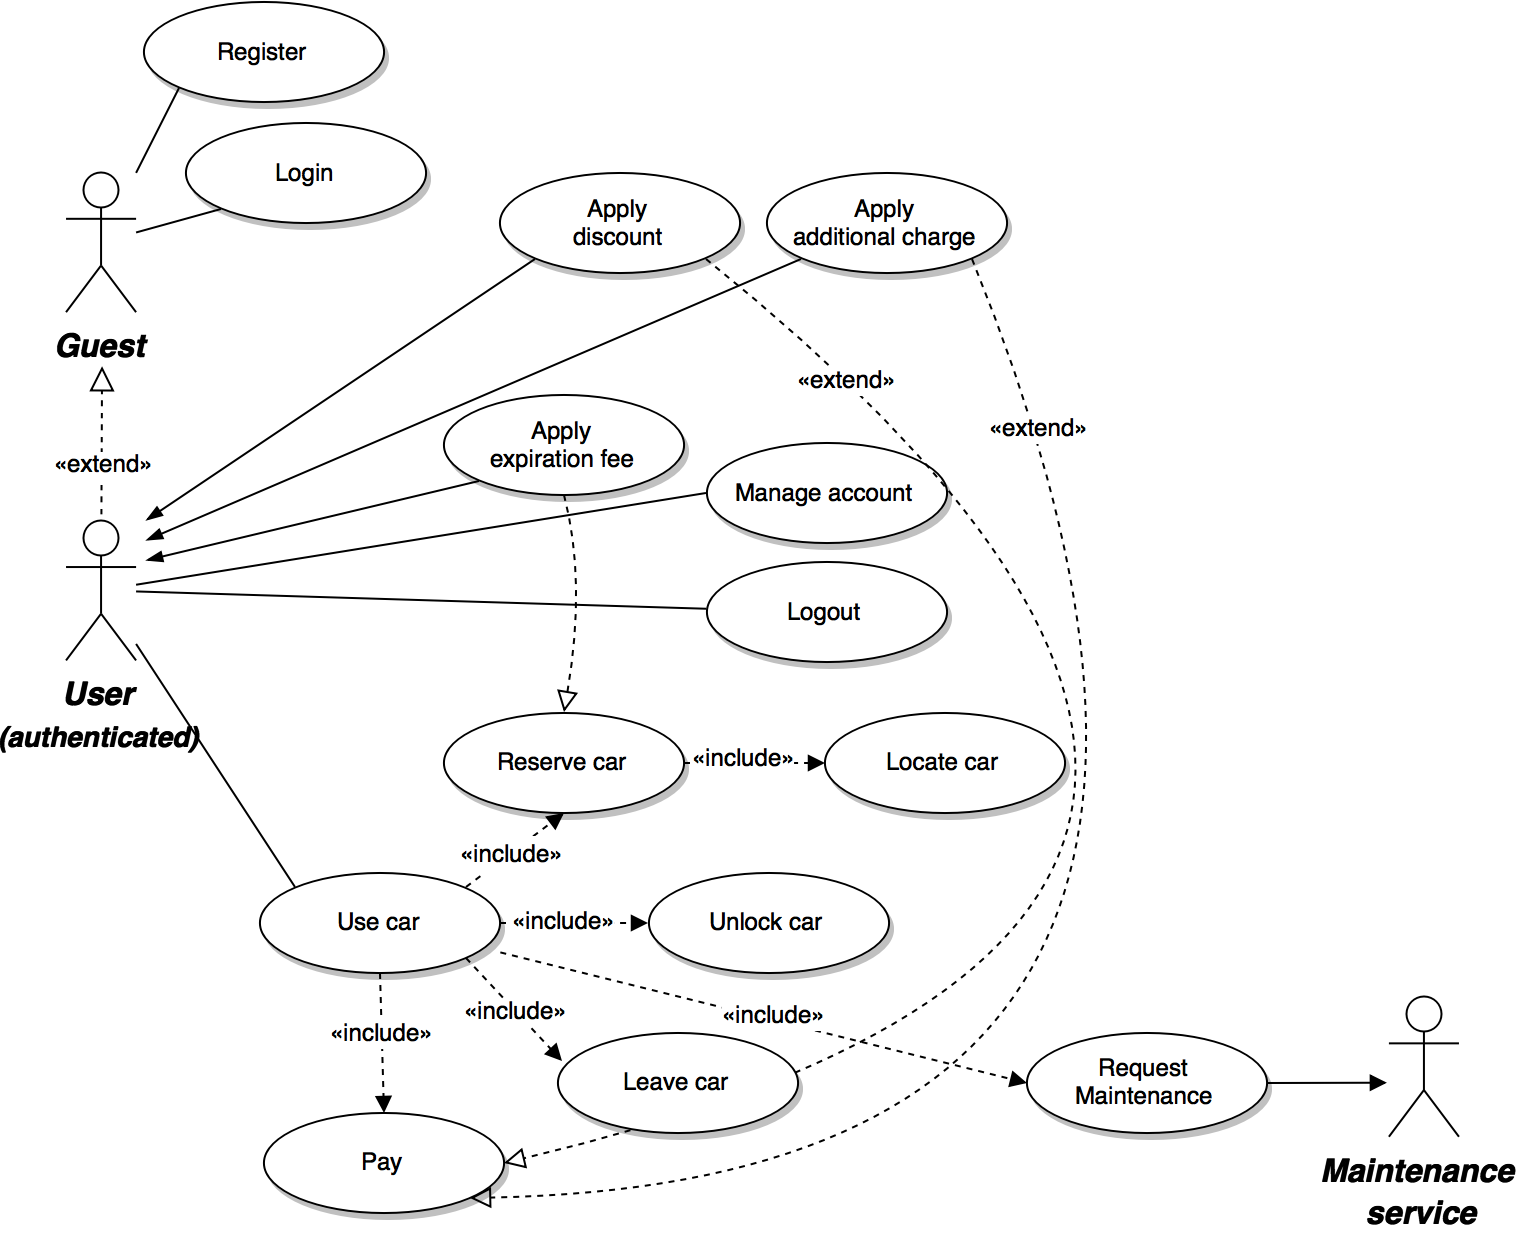 Register
Login
Apply
discount
Apply
additional charge
Guest
«extend»
«extend»
Apply
expiration fee
«extend»
Manage account
Logout
User
(authenticated)
Reserve car
«include»
Locate car
«include»
Use car
«include»
Unlock car
«include»
«include»
«include»
Leave car
Request
Maintenance
Pay
Maintenance
service